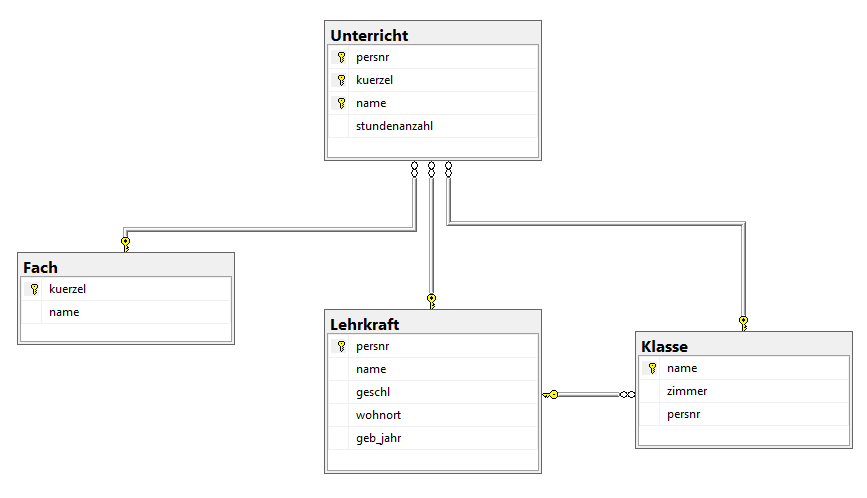 Unterricht
persnr
kuerzel
name
stundenanzahl
Fach
kuerzel
name
Lehrkraft
persnr
name
geschl
wohnort
geb_jahr
Klasse
name
zimmer
persnr